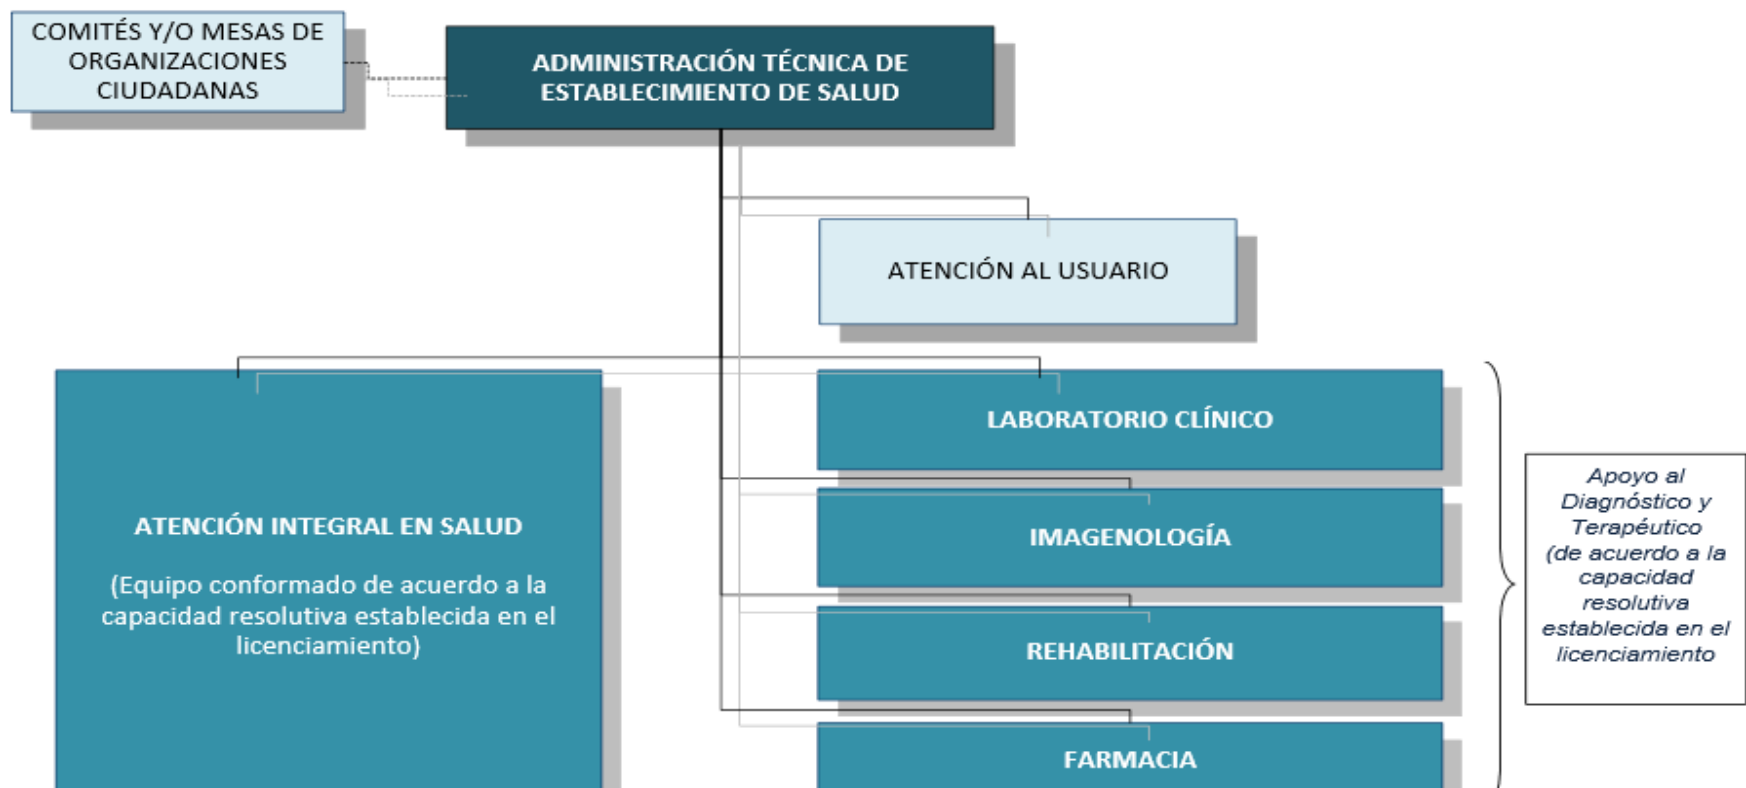 COMITÉS Y/O MESAS DE
ORGANIZACIONES
CIUDADANAS
ADMINISTRACIÓN TÉCNICA DE
ESTABLECIMIENTO DE SALUD
ATENCIÓN AL USUARIO
ATENCIÓN INTEGRAL EN SALUD
(Equipo conformado de acuerdo a la
capacidad resolutiva establecida en el
licenciamiento)
LABORATORIO CLÍNICO
IMAGENOLOGÍA
REHABILITACIÓN
FARMACIA
Apoyo al
Diagnóstico y
Terapéutico
(de acuerdo a la
capacidad
resolutiva
establecida en el
licenciamiento